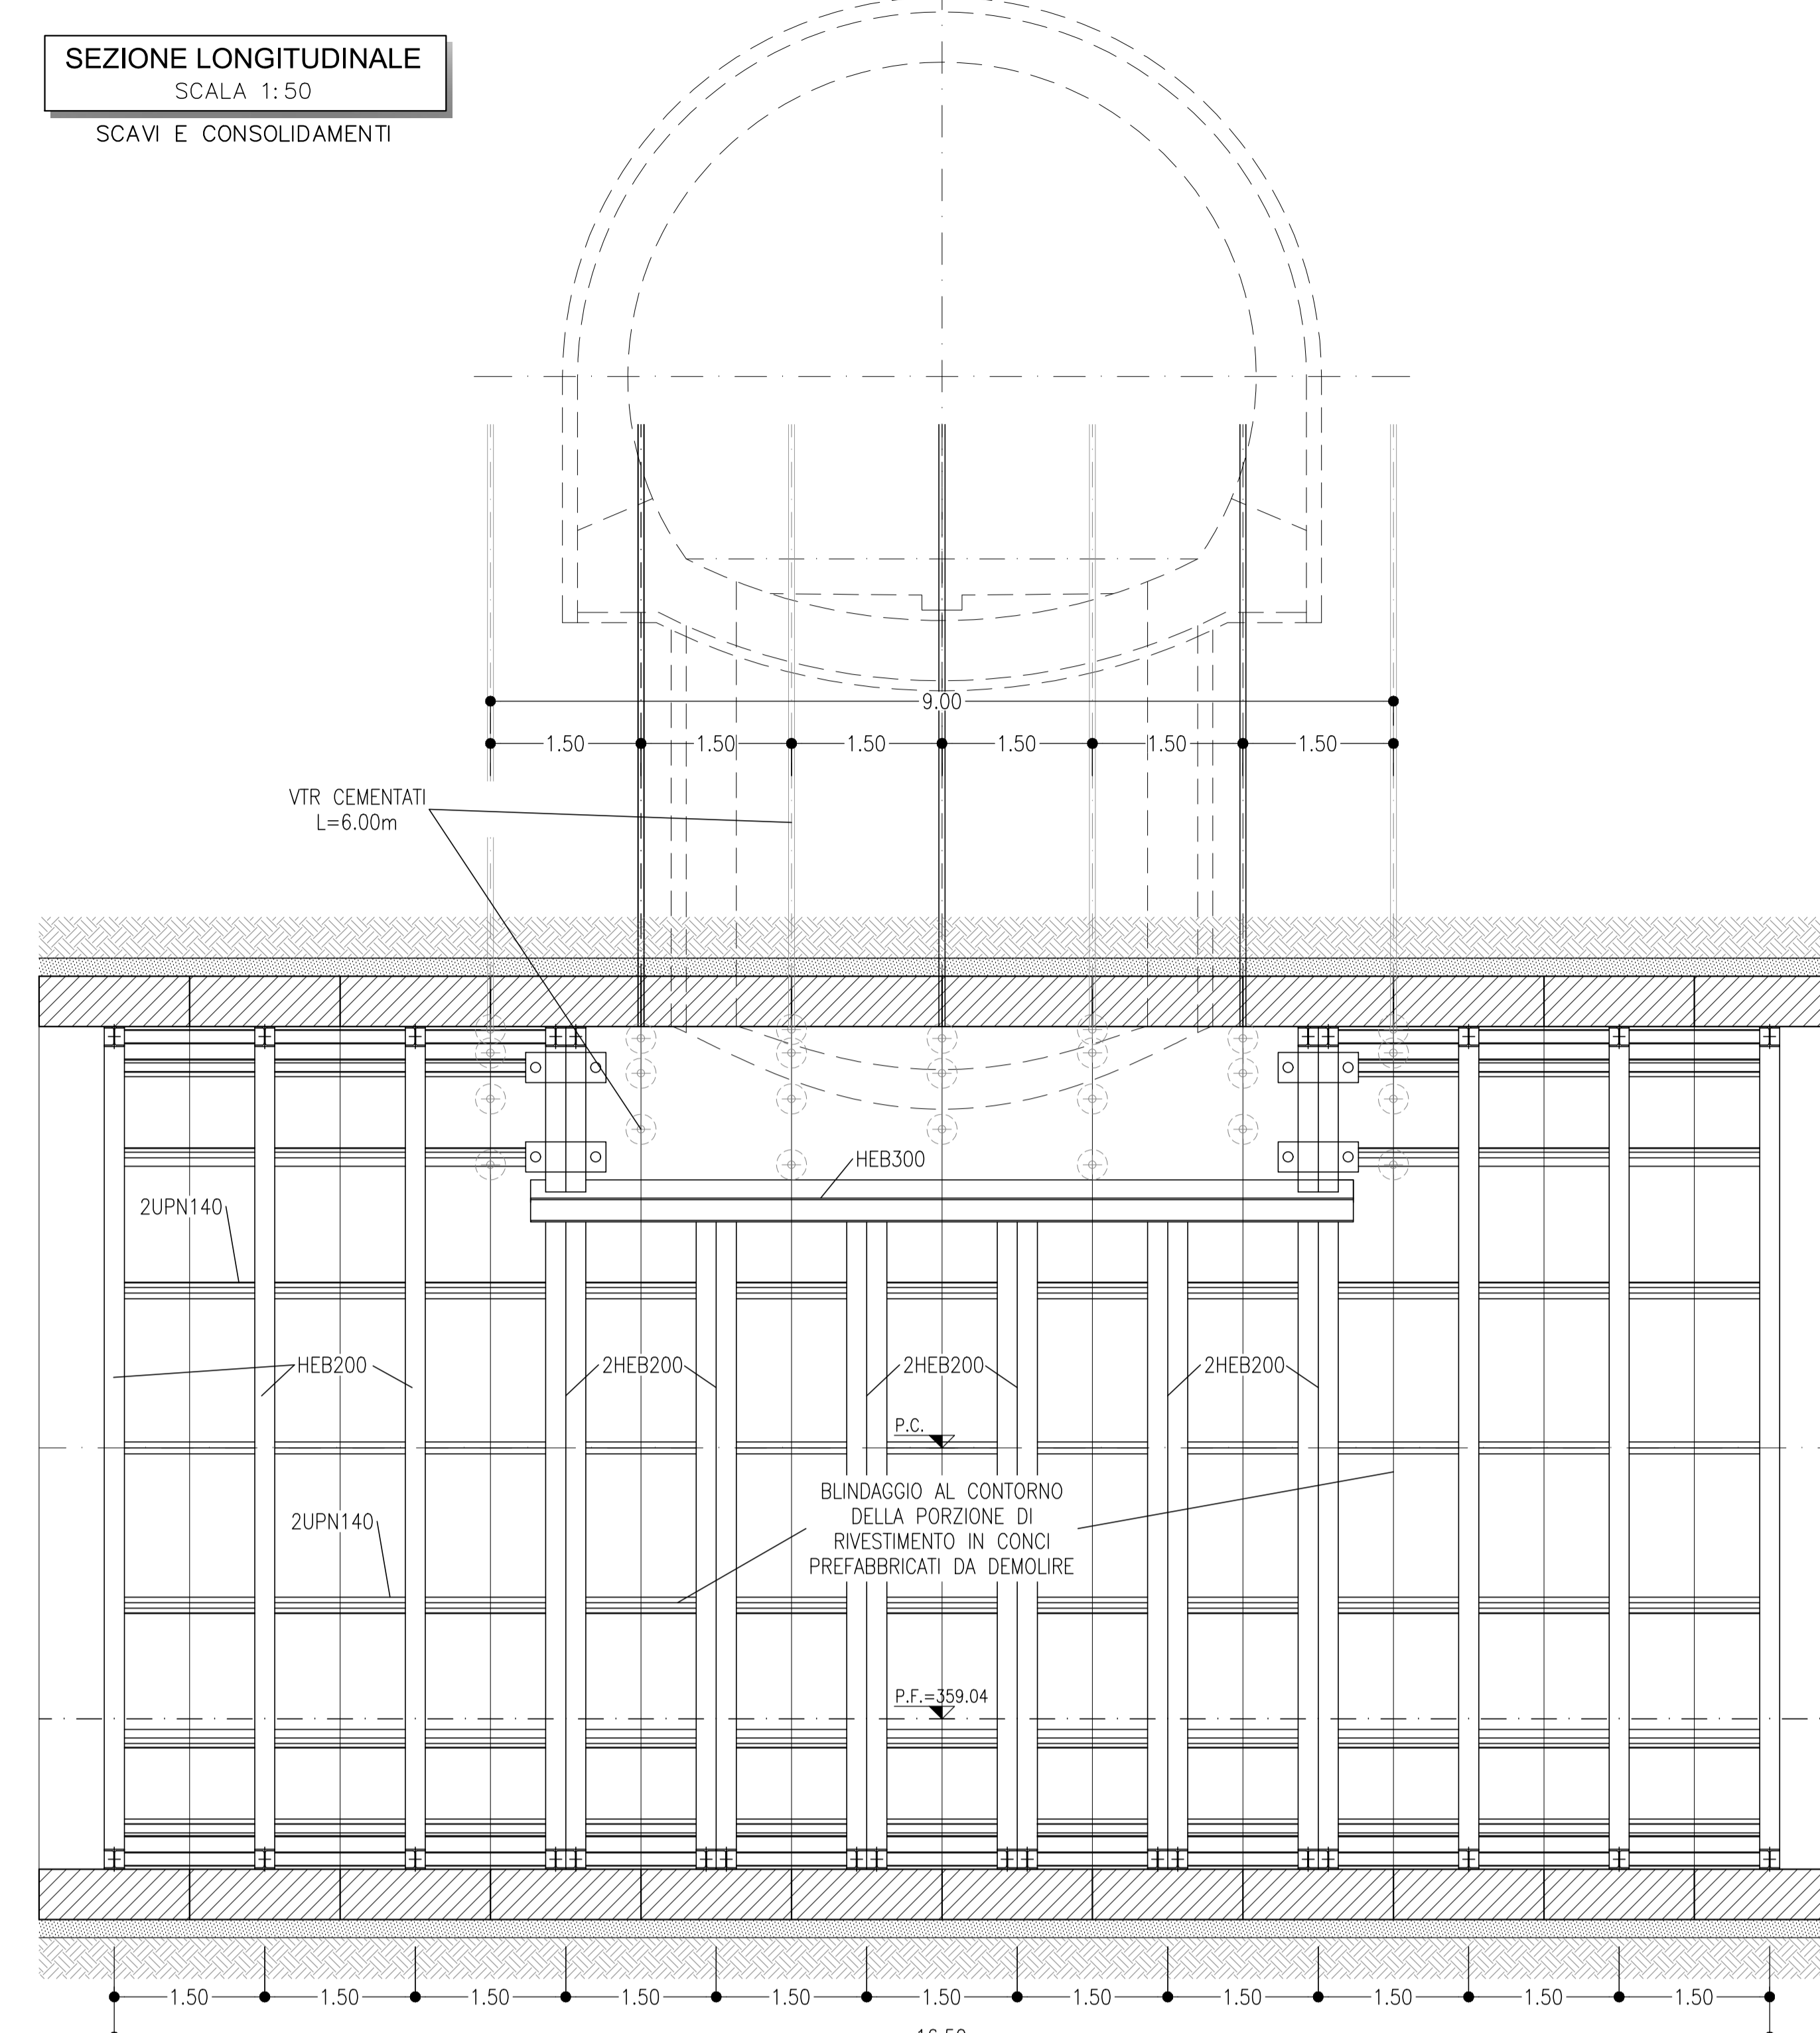 SEZIONE LONGITUDINALE
SCALA 1:50
SCAVI E CONSOLIDAMENTI
9.00
1.50 1.50 1.50 1.50 1.50 1.50
VTR CEMENTATI
L=6.00m
HEB300
2UPN140
HEB200 2HEB200 2HEB200 2HEB200
P.C.
BLINDAGGIO AL CONTORNO
DELLA PORZIONE DI
RIVESTIMENTO IN CONCI
PREFABBRICATI DA DEMOLIRE
2UPN140
P.F.=359.04
1.50 1.50 1.50 1.50 1.50 1.50 1.50 1.50 1.50 1.50 1.50
16.50